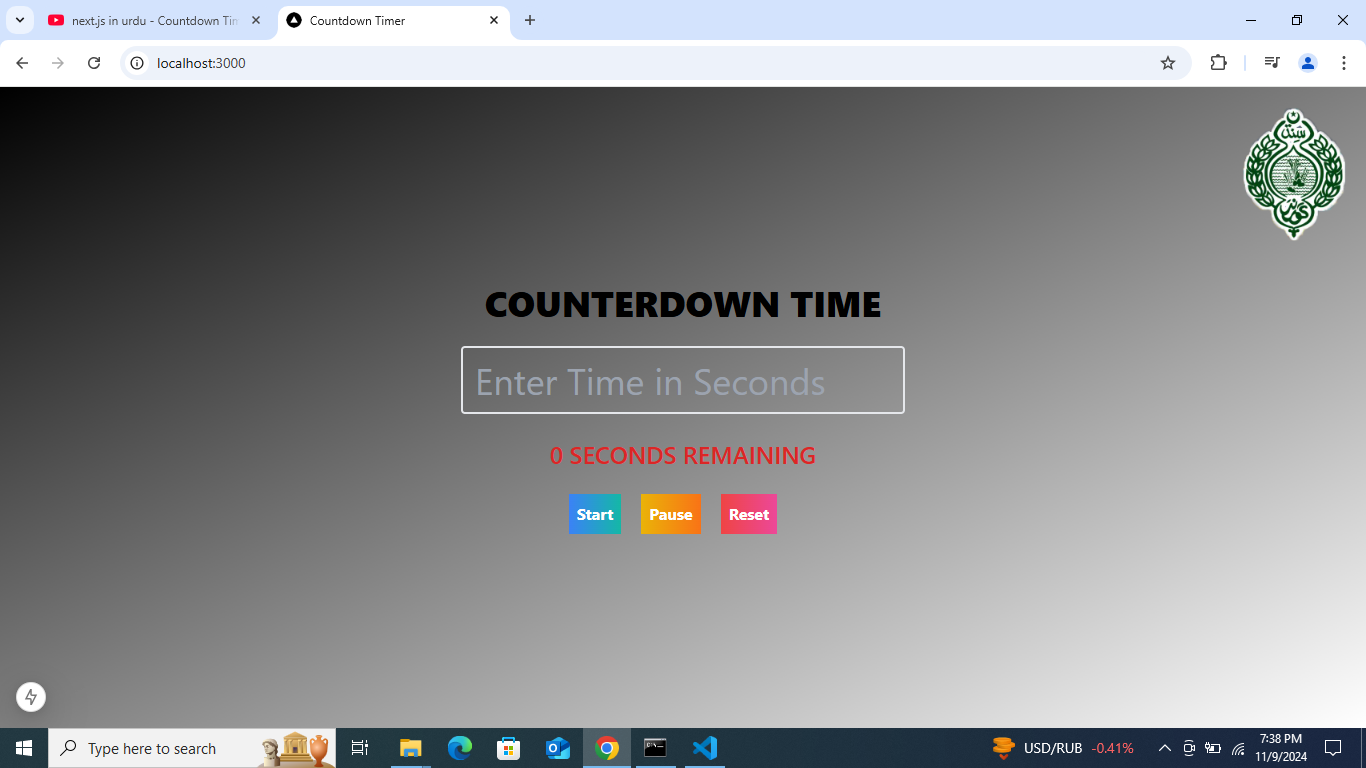 next.js in urdu - Countdown Tim
Countdown Timer
localhost:3000
COUNTERDOWN TIME
Enter Time in Seconds
0 SECONDS REMAINING
Start Pause Reset
Type here to search
USD/RUB -0.41%
7:38 PM
11/9/2024